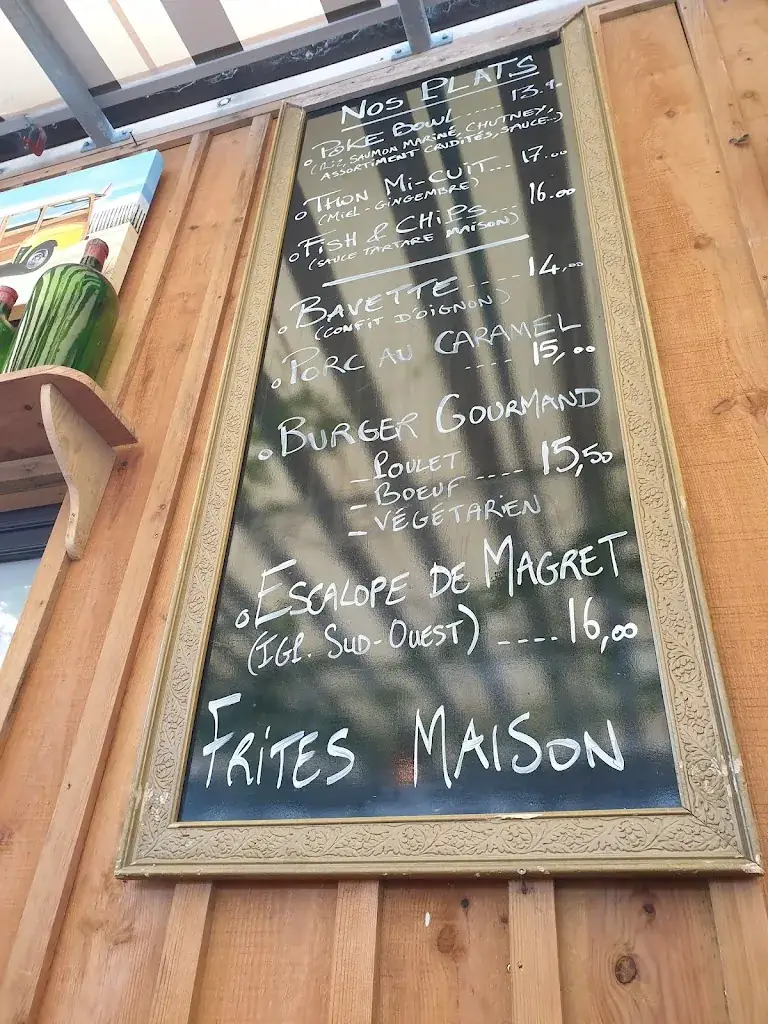 Nos PLATS
o POKE BOWL ..... 13.90
(Riz, SAUMON MARINÉ, CHUTNEY,
ASSORTIMENT CRUDITÉS, SAUCE...)
o THON Mi-CUIT... 17.00
(MIEL-GINGEMBRE)
o FiSH & CHiPS... 16.00
(SAUCE TARTARE MAISON)
o BAVETTE ---- 14,00
(CONFIT D'OIGNON)
o PORC AU CARAMEL
---- 15,00
o BURGER GOURMAND
- POULET
- BOEUF ---- 15,50
- VÉGÉTARIEN
o ESCALOPE DE MAGRET
(IGP. SUD-OUEST) ---- 16,00
FRiTES MAISON